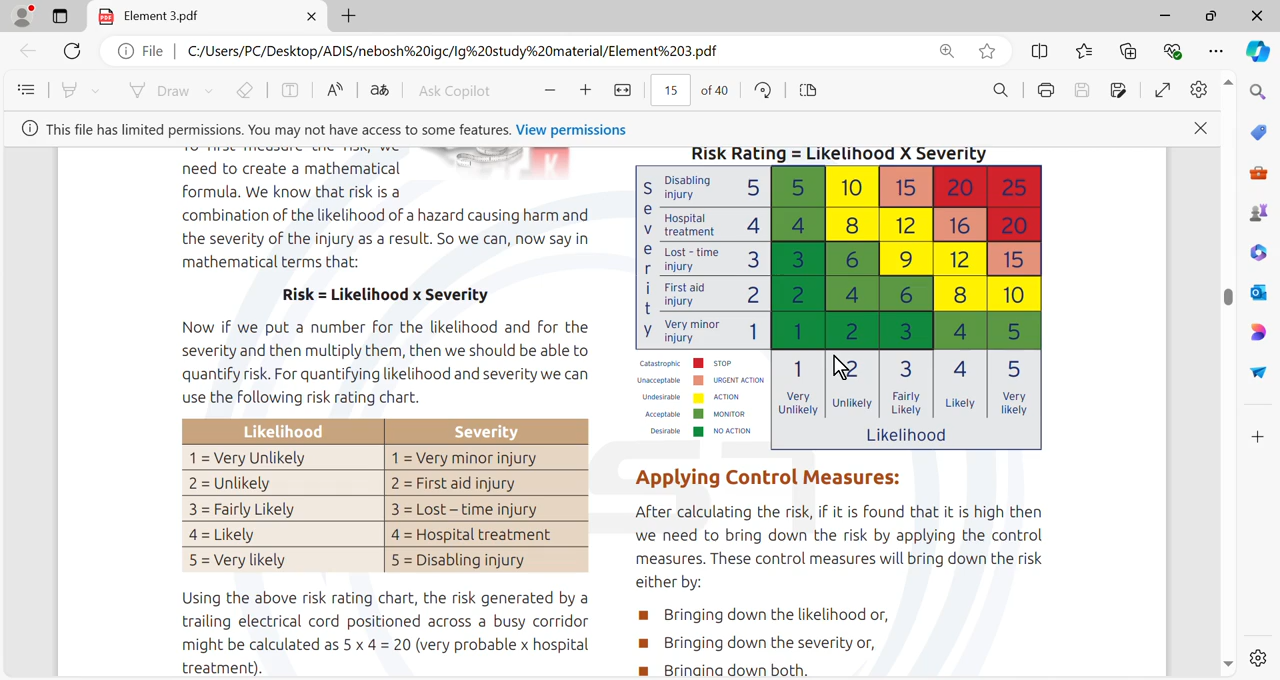 Element 3.pdf
File C:/Users/PC/Desktop/ADIS/nebosh%20igc/Ig%20study%20material/Element%203.pdf
Draw
Ask Copilot
15 of 40
This file has limited permissions. You may not have access to some features. View permissions
need to create a mathematical
formula. We know that risk is a
combination of the likelihood of a hazard causing harm and
the severity of the injury as a result. So we can, now say in
mathematical terms that:
Risk = Likelihood x Severity
Now if we put a number for the likelihood and for the
severity and then multiply them, then we should be able to
quantify risk. For quantifying likelihood and severity we can
use the following risk rating chart.
Likelihood Severity
1 = Very Unlikely 1 = Very minor injury
2 = Unlikely 2 = First aid injury
3 = Fairly Likely 3 = Lost – time injury
4 = Likely 4 = Hospital treatment
5 = Very likely 5 = Disabling injury
Using the above risk rating chart, the risk generated by a
trailing electrical cord positioned across a busy corridor
might be calculated as 5 x 4 = 20 (very probable x hospital
treatment).
Risk Rating = Likelihood X Severity
Severity
Disabling injury 5 5 10 15 20 25
Hospital treatment 4 4 8 12 16 20
Lost - time injury 3 3 6 9 12 15
First aid injury 2 2 4 6 8 10
Very minor injury 1 1 2 3 4 5
Catastrophic STOP
Unacceptable URGENT ACTION
Undesirable ACTION
Acceptable MONITOR
Desirable NO ACTION
1 2 3 4 5
Very Unlikely Unlikely Fairly Likely Likely Very likely
Likelihood
Applying Control Measures:
After calculating the risk, if it is found that it is high then
we need to bring down the risk by applying the control
measures. These control measures will bring down the risk
either by:
Bringing down the likelihood or,
Bringing down the severity or,
Bringing down both.